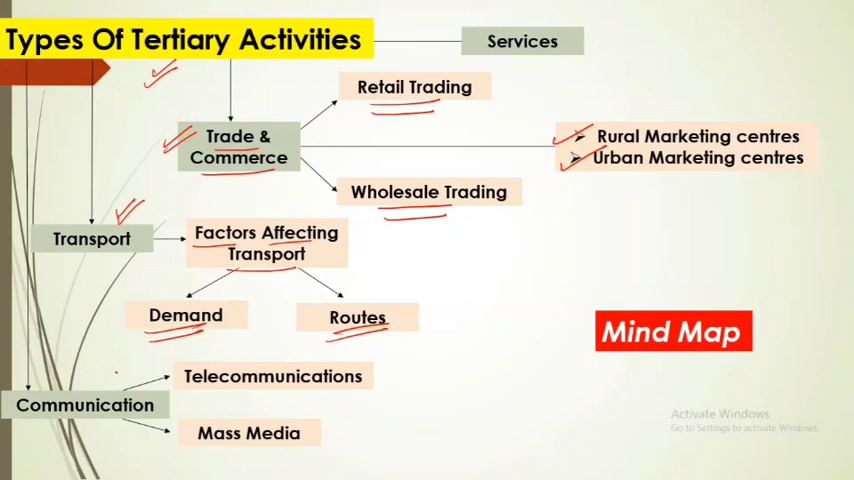 Types Of Tertiary Activities
Services
Retail Trading
Trade &
Commerce
➢ Rural Marketing centres
➢ Urban Marketing centres
Wholesale Trading
Transport
Factors Affecting
Transport
Demand
Routes
Mind Map
Telecommunications
Communication
Mass Media
Activate Windows
Go to Settings to activate Windows.